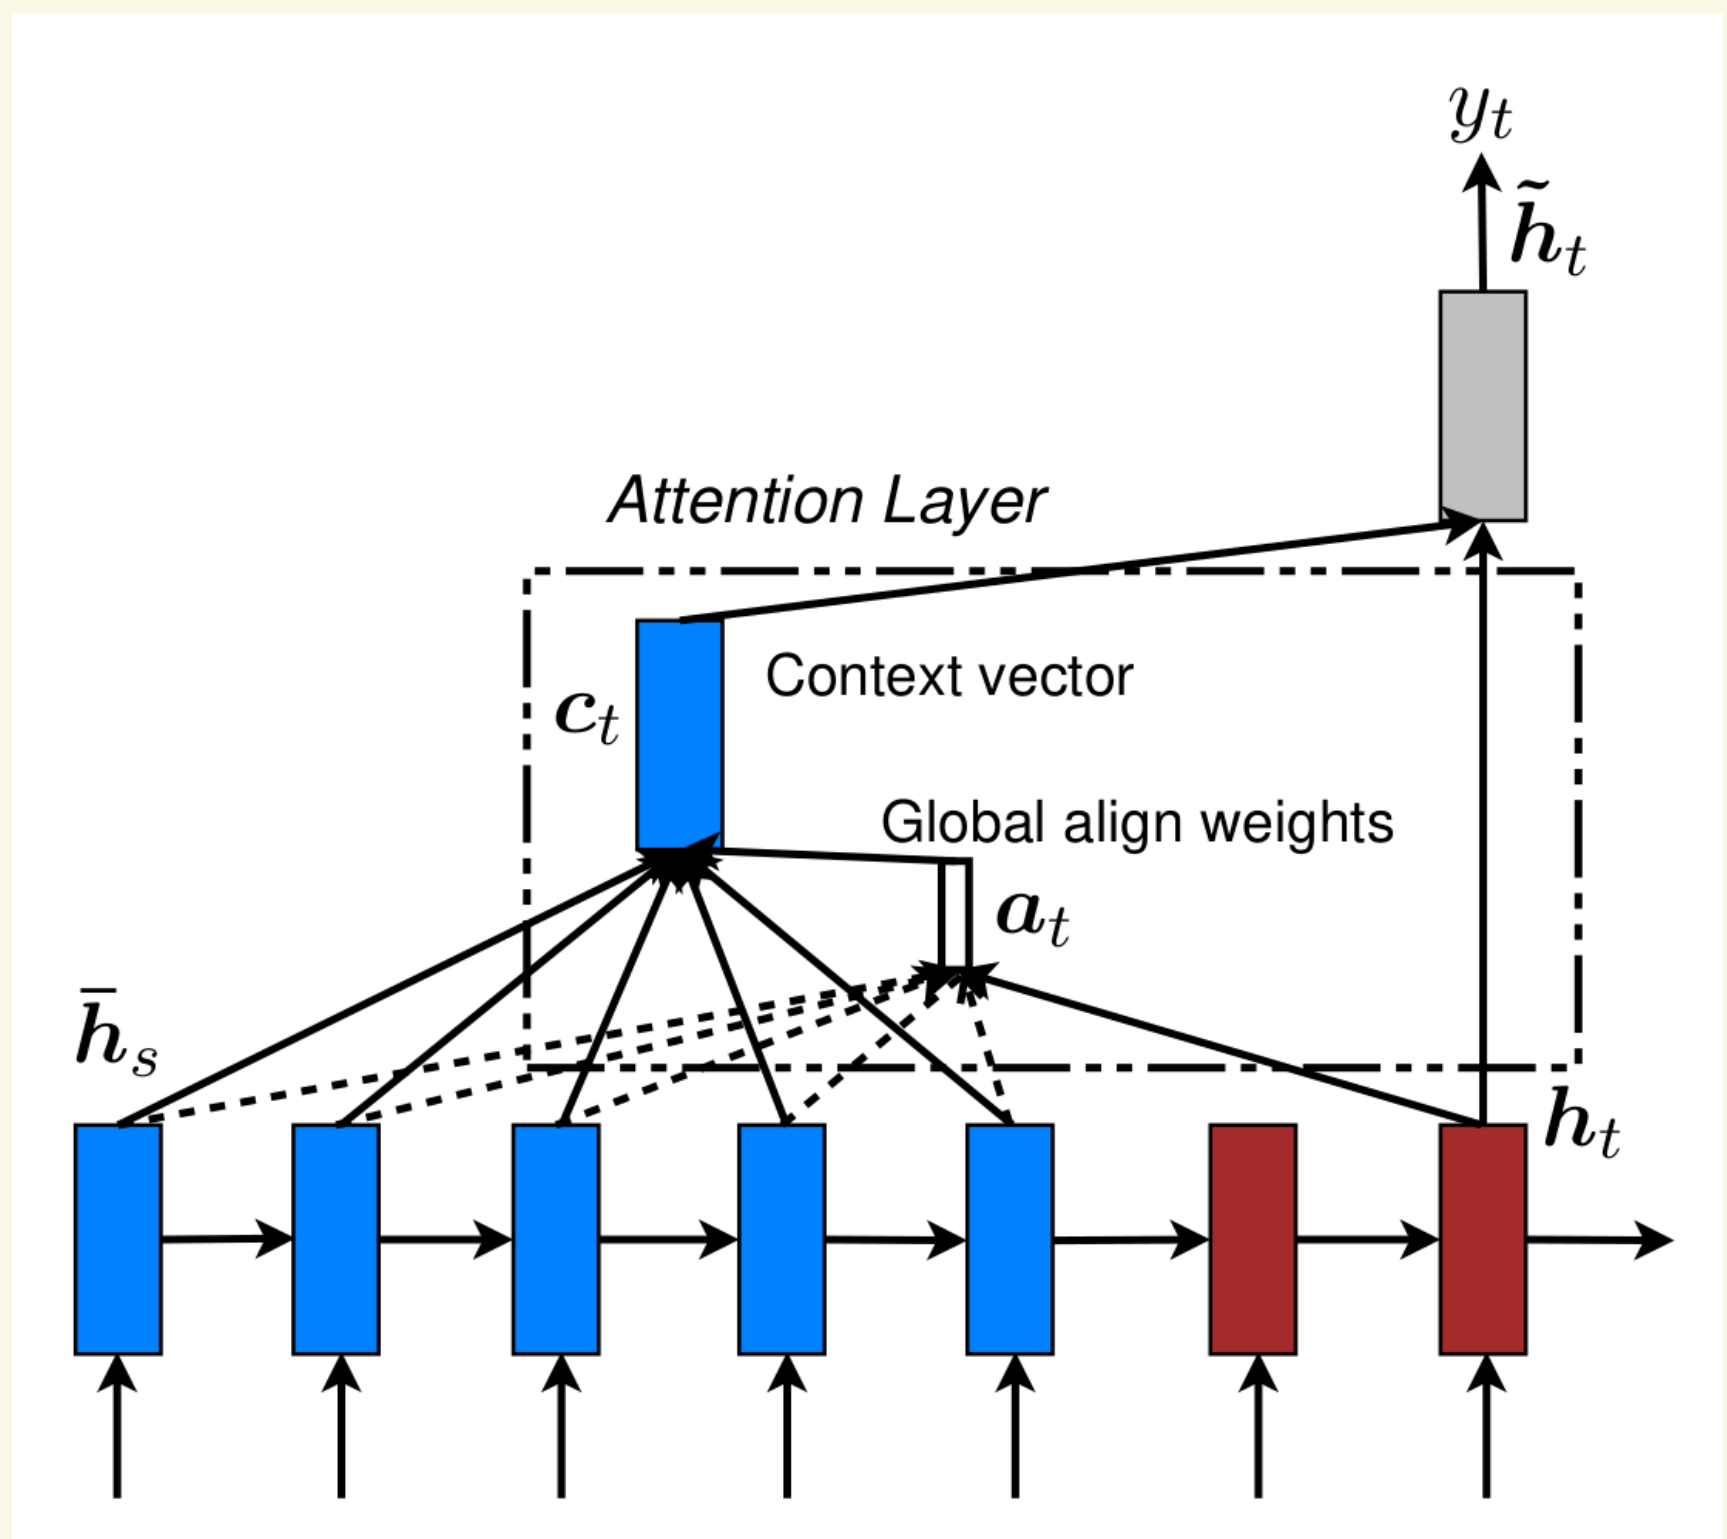 y_t
h̃_t
Attention Layer
Context vector
c_t
Global align weights
a_t
h̄_s
h_t